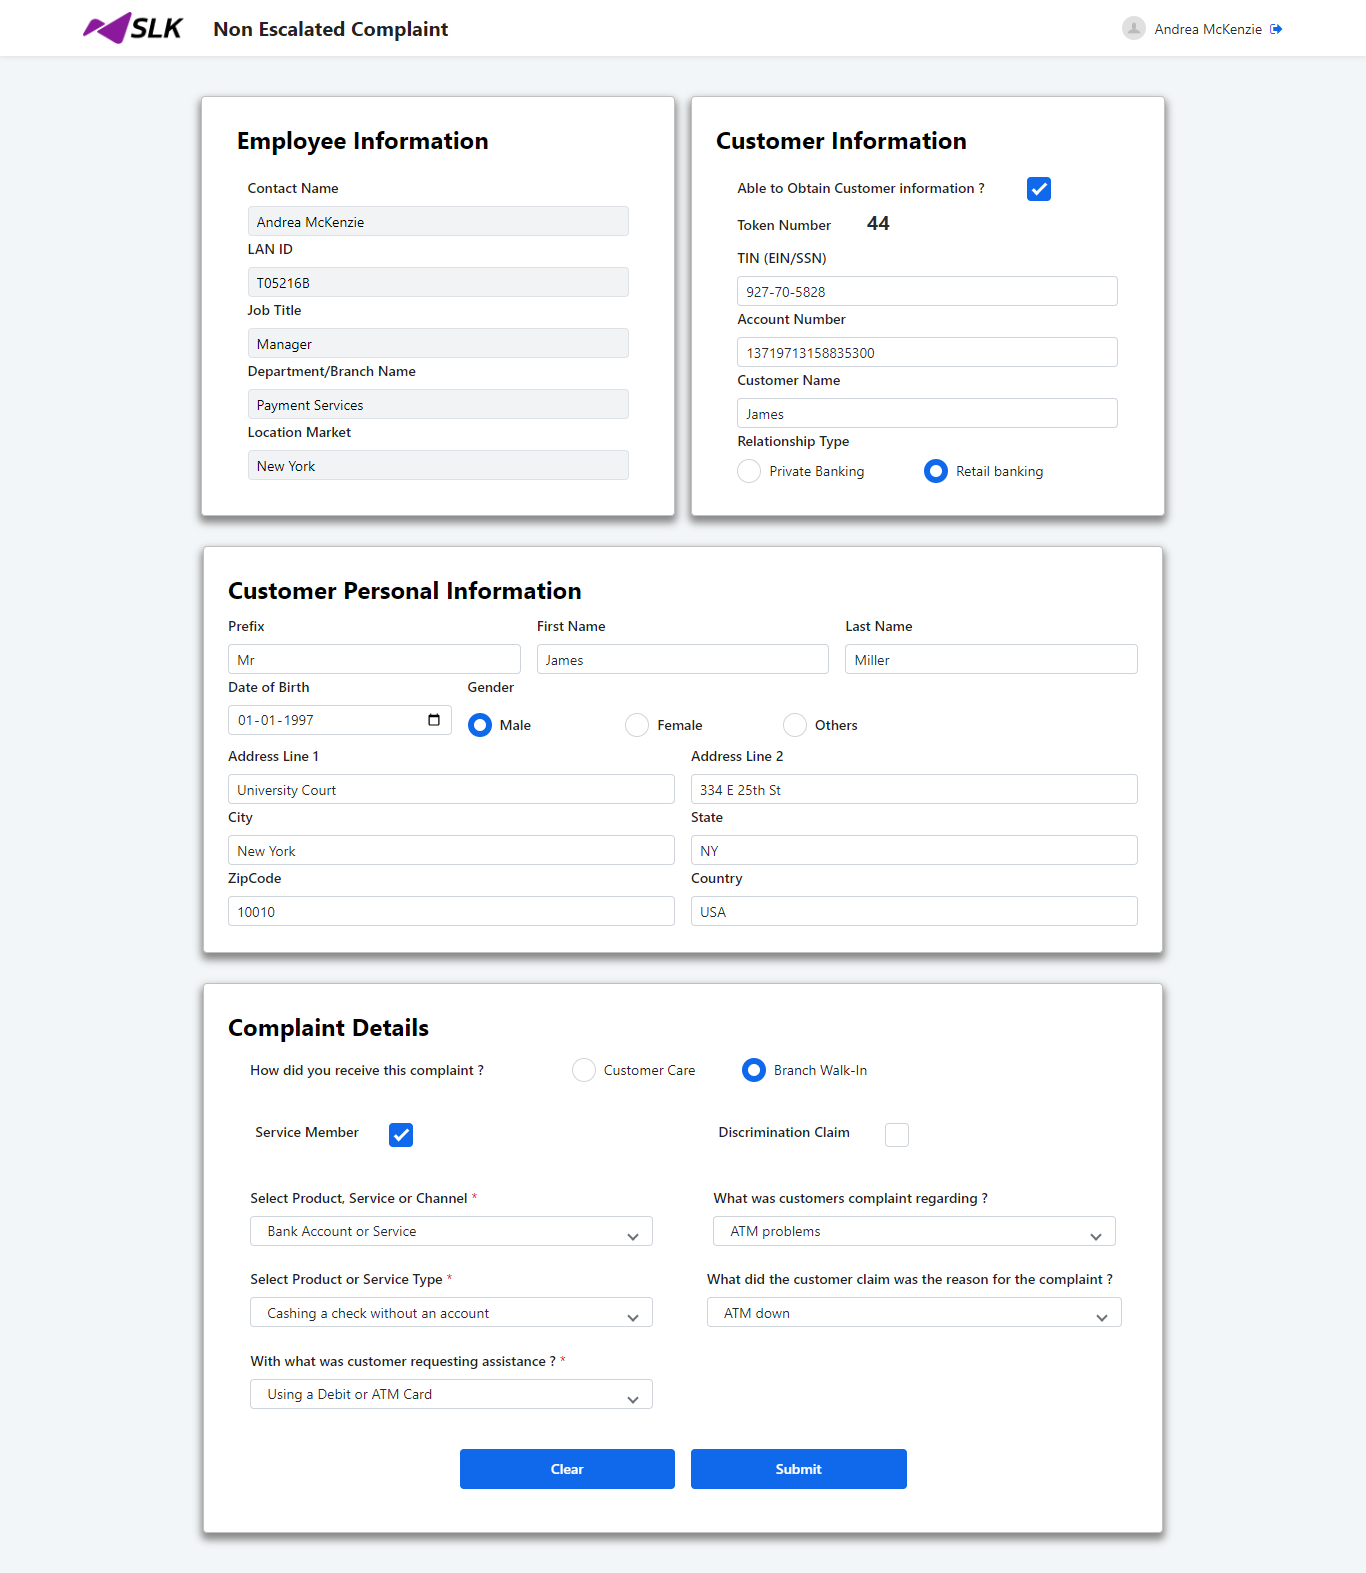 SLK
Non Escalated Complaint
Andrea McKenzie
Employee Information
Contact Name
Andrea McKenzie
LAN ID
T05216B
Job Title
Manager
Department/Branch Name
Payment Services
Location Market
New York
Customer Information
Able to Obtain Customer information ?
Token Number 44
TIN (EIN/SSN)
927-70-5828
Account Number
13719713158835300
Customer Name
James
Relationship Type
Private Banking Retail banking
Customer Personal Information
Prefix First Name Last Name
Mr James Miller
Date of Birth Gender
01-01-1997 Male Female Others
Address Line 1 Address Line 2
University Court 334 E 25th St
City State
New York NY
ZipCode Country
10010 USA
Complaint Details
How did you receive this complaint ? Customer Care Branch Walk-In
Service Member Discrimination Claim
Select Product, Service or Channel * What was customers complaint regarding ?
Bank Account or Service ATM problems
Select Product or Service Type * What did the customer claim was the reason for the complaint ?
Cashing a check without an account ATM down
With what was customer requesting assistance ? *
Using a Debit or ATM Card
Clear Submit